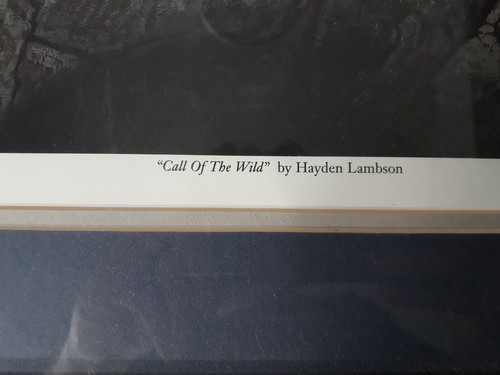 “Call Of The Wild” by Hayden Lambson